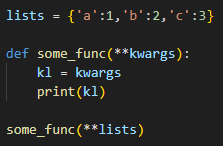 lists = {'a':1,'b':2,'c':3}
def some_func(**kwargs):
    kl = kwargs
    print(kl)
some_func(**lists)